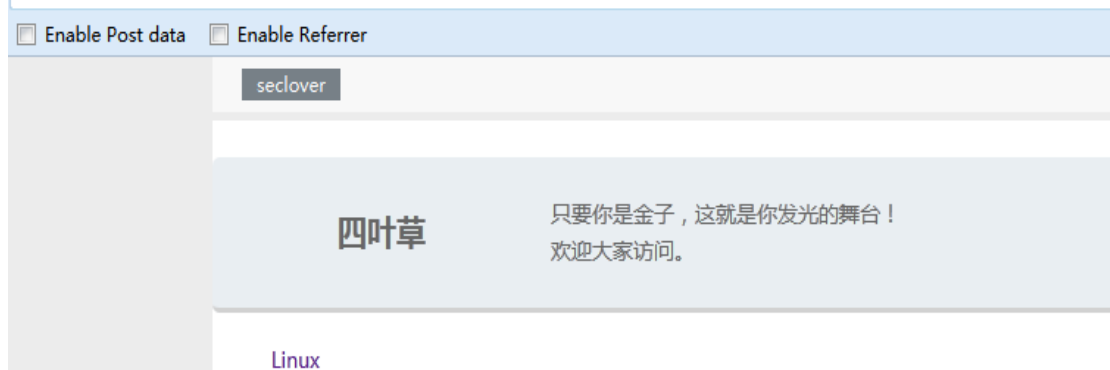 Enable Post data Enable Referrer
seclover
四叶草
只要你是金子，这就是你发光的舞台！
欢迎大家访问。
Linux